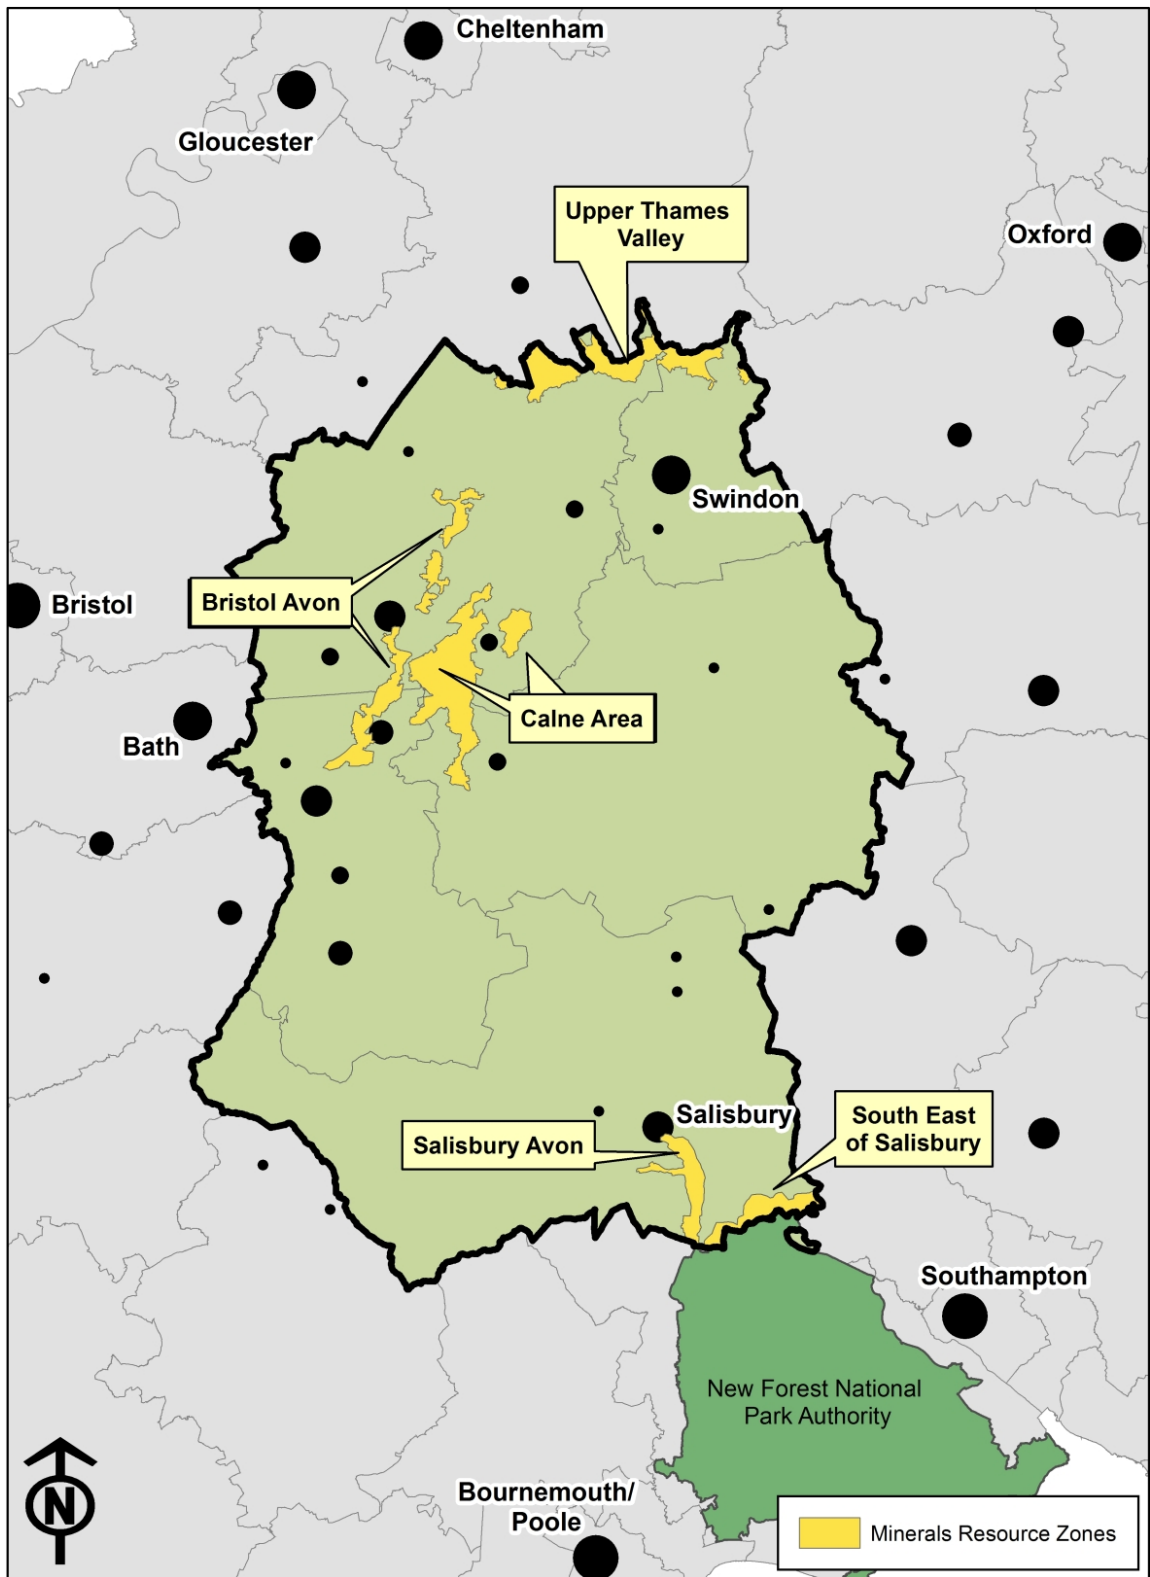 Cheltenham
Gloucester
Upper Thames
Valley
Oxford
Swindon
Bristol Avon
Bristol
Calne Area
Bath
Salisbury
South East
of Salisbury
Salisbury Avon
Southampton
New Forest National
Park Authority
N
Bournemouth/
Poole
Minerals Resource Zones